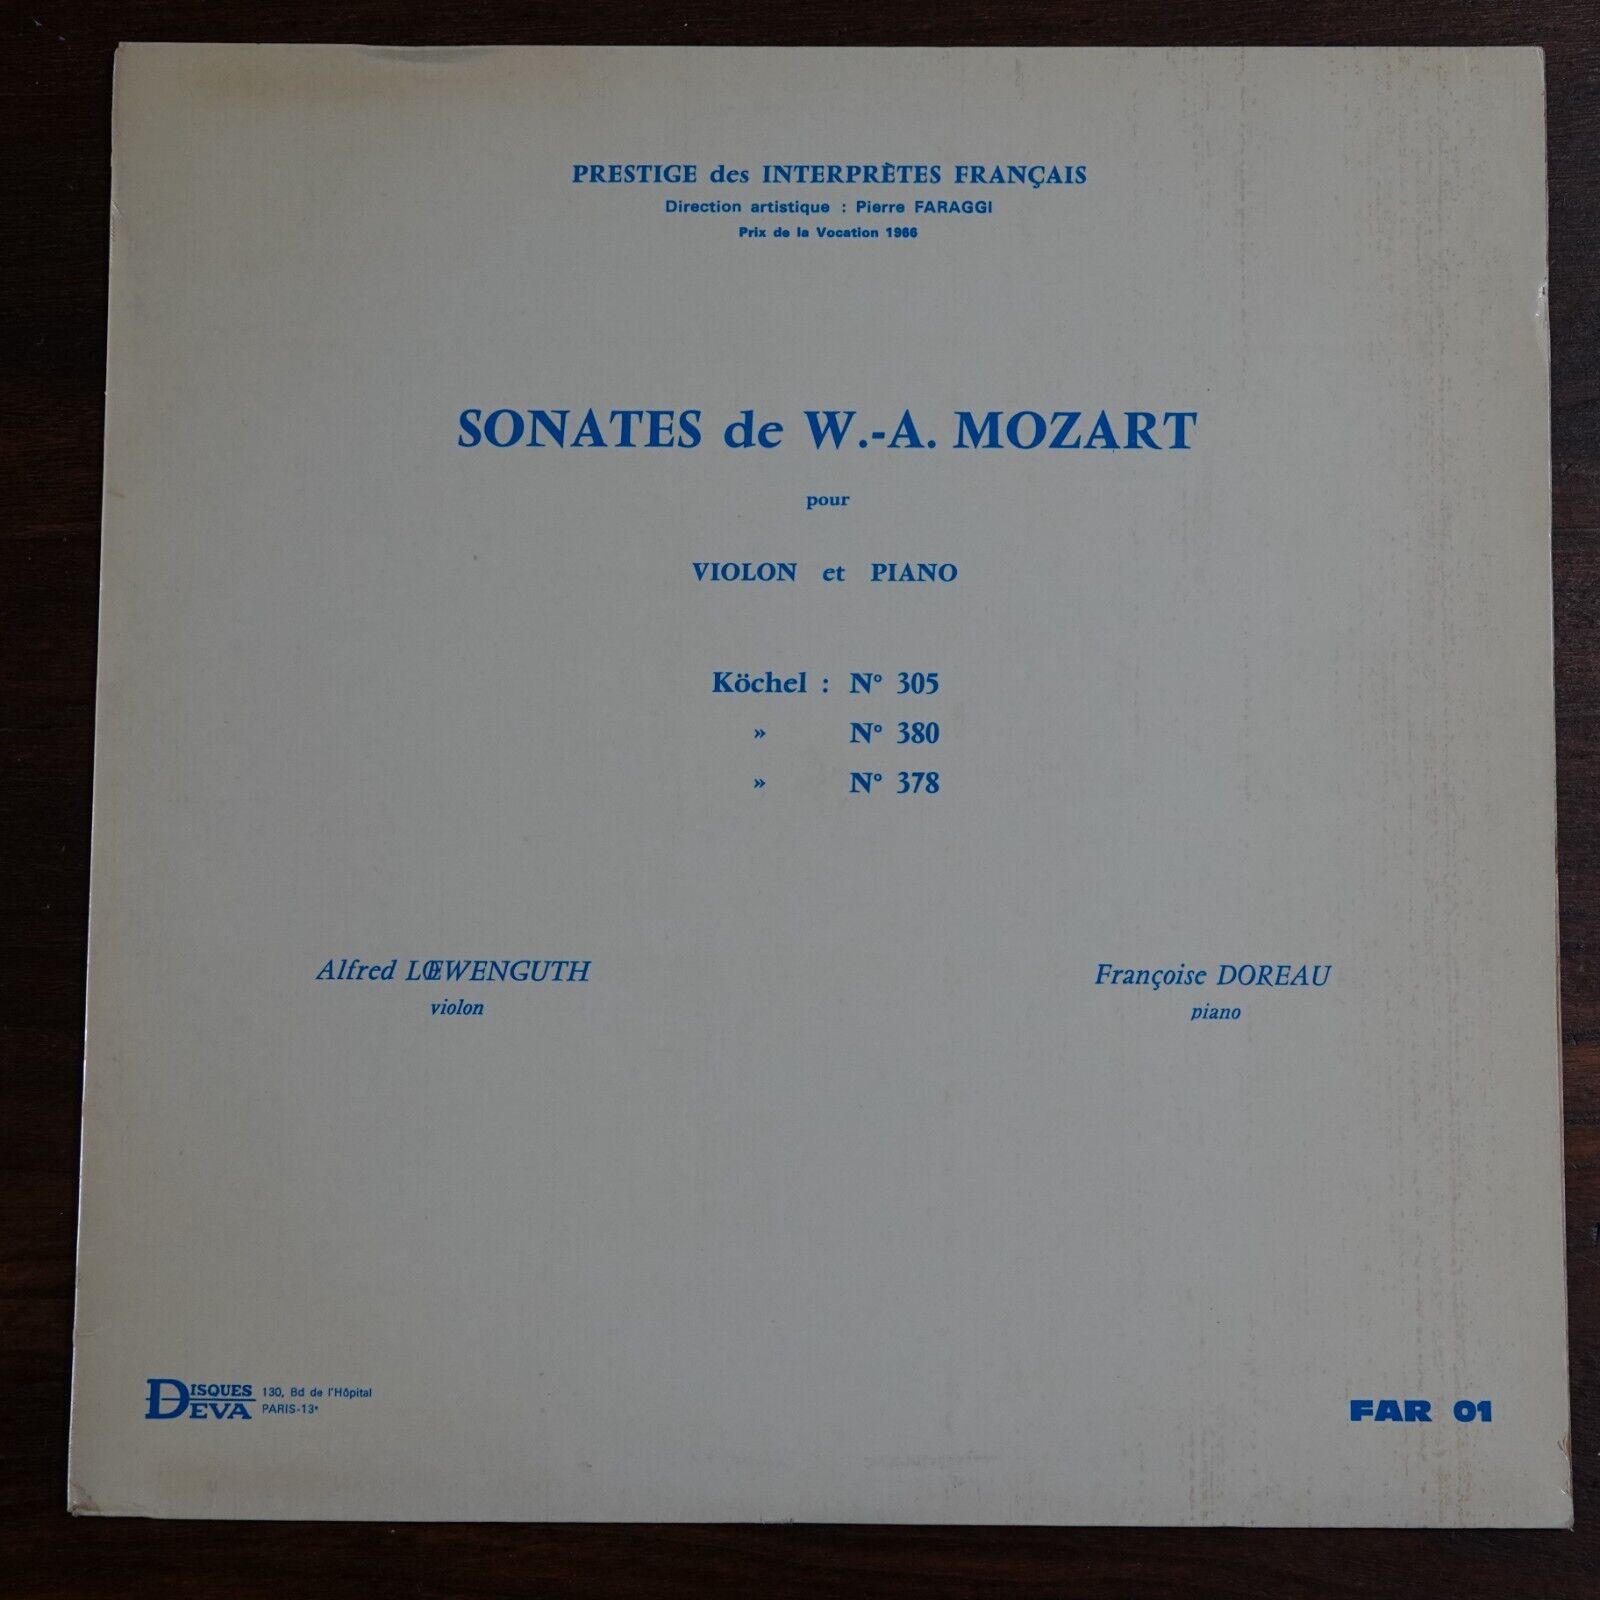 PRESTIGE des INTERPRÈTES FRANÇAIS
Direction artistique : Pierre FARAGGI
Prix de la Vocation 1966
SONATES de W.-A. MOZART
pour
VIOLON et PIANO
Köchel : N° 305
» N° 380
» N° 378
Alfred LŒWENGUTH
violon
Françoise DOREAU
piano
DISQUES DEVA
130, Bd de l'Hôpital
PARIS-13e
FAR 01